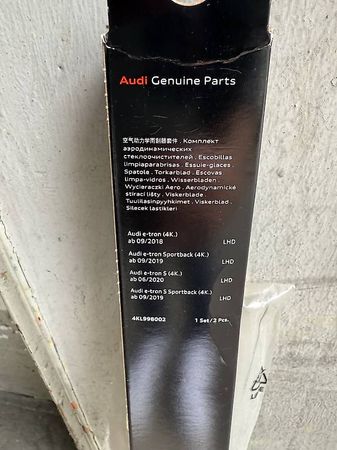 Audi Genuine Parts
空气动力学雨刮器套件 . Комплект
аэродинамических
стеклоочистителей . Escobillas
limpiaparabrisas . Essuie-glaces .
Spatole . Torkarblad . Escovas
limpa-vidros . Wisserbladen .
Wycieraczki Aero . Aerodynamické
stírací lišty . Viskerblade .
Tuulilasinpyyhkimet . Viskerblad .
Silecek lastikleri
Audi e-tron (4K.)
ab 09/2018 LHD
Audi e-tron Sportback (4K.)
ab 09/2019 LHD
Audi e-tron S (4K.)
ab 06/2020 LHD
Audi e-tron S Sportback (4K.)
ab 09/2019 LHD
4KL998002 1 Set/2 Pcs.